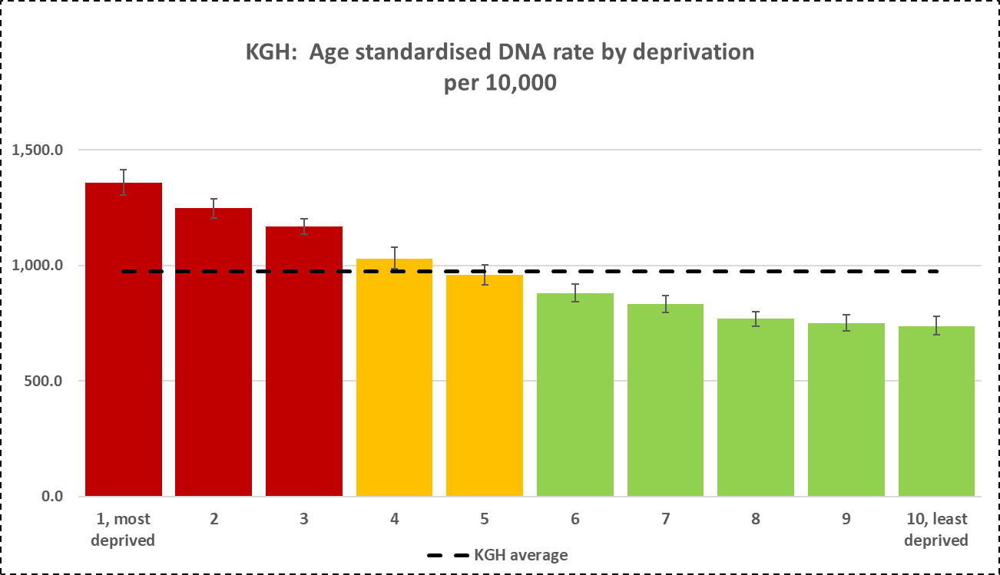 KGH:  Age standardised DNA rate by deprivation
per 10,000
1,500.0
1,000.0
500.0
0.0
1, most
deprived
2
3
4
5
6
7
8
9
10, least
deprived
KGH average